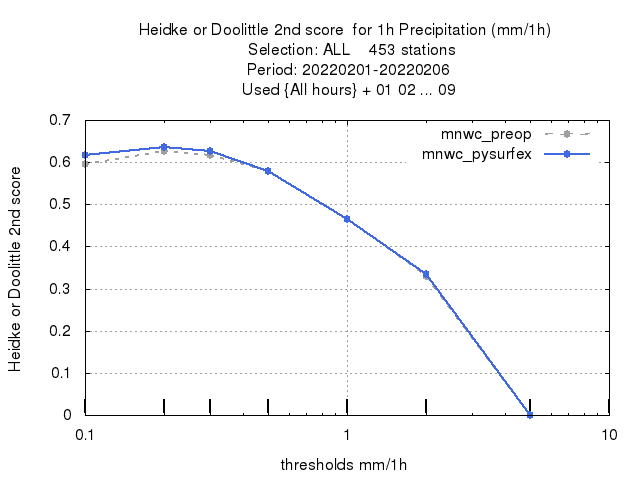 Heidke or Doolittle 2nd score  for 1h Precipitation (mm/1h)
Selection: ALL    453 stations
Period: 20220201-20220206
Used {All hours} + 01 02 ... 09
mnwc_preop
mnwc_pysurfex
Heidke or Doolittle 2nd score
0.7
0.6
0.5
0.4
0.3
0.2
0.1
0
0.1 1 10
thresholds mm/1h